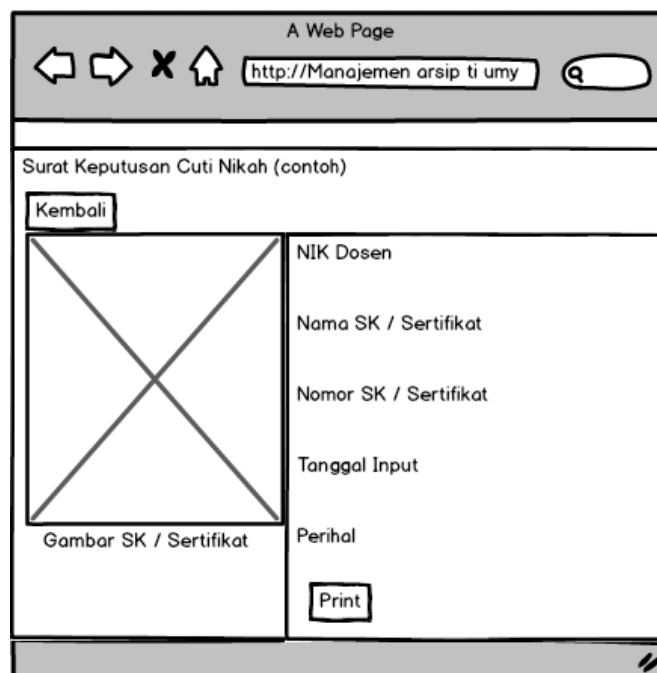 A Web Page
http://Manajemen arsip ti umy
Surat Keputusan Cuti Nikah (contoh)
Kembali
NIK Dosen
Nama SK / Sertifikat
Nomor SK / Sertifikat
Tanggal Input
Perihal
Print
Gambar SK / Sertifikat